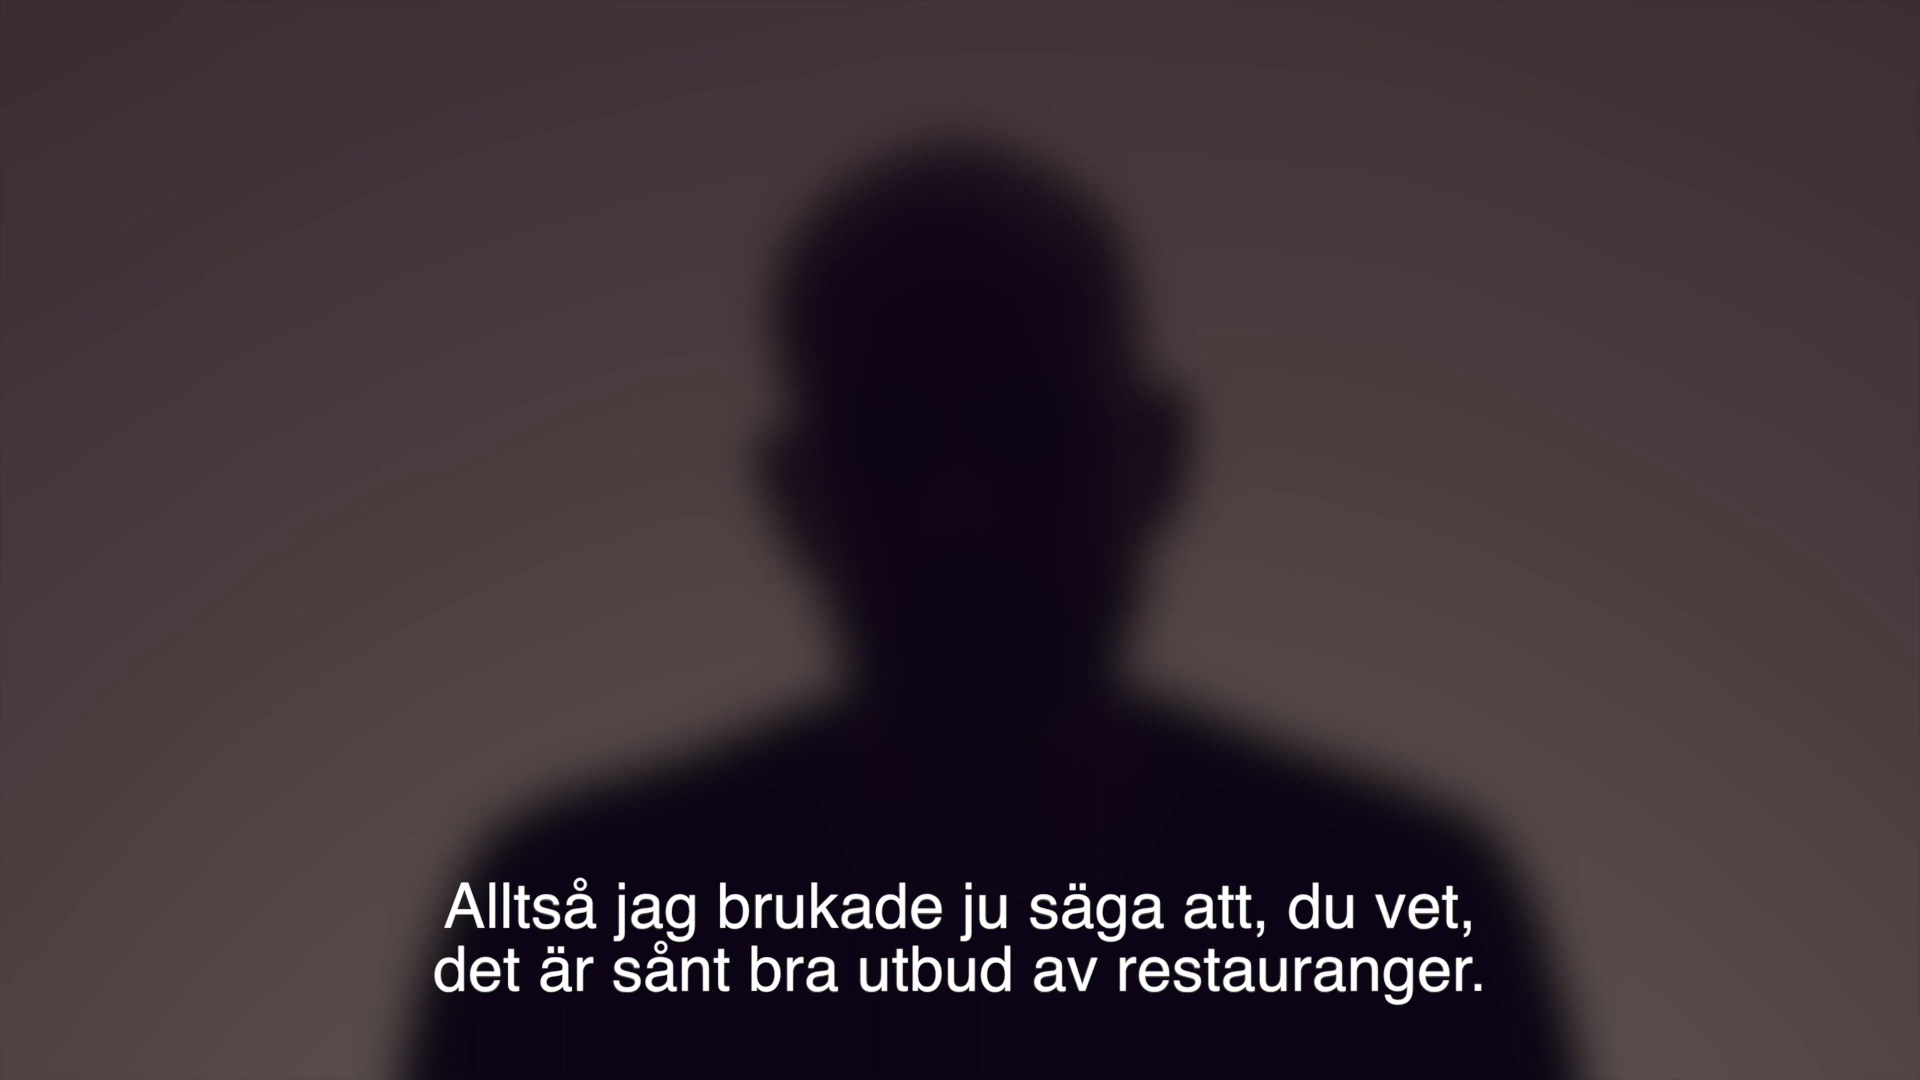 Alltså jag brukade ju säga att, du vet,
det är sånt bra utbud av restauranger.